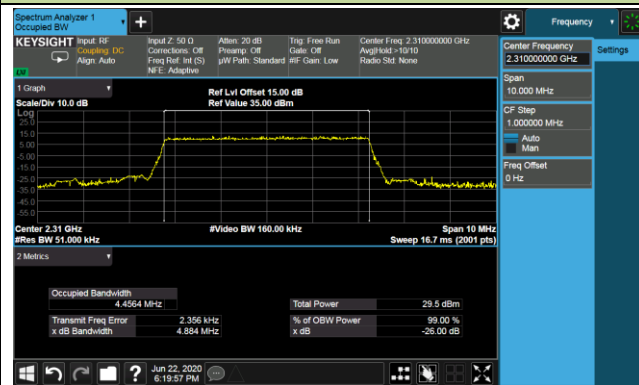 Spectrum Analyzer 1
Occupied BW
Frequency
KEYSIGHT
Input: RF
Coupling: DC
Align: Auto
Input Z: 50 Ω
Corrections: Off
Freq Ref: Int (S)
NFE: Adaptive
Atten: 20 dB
Preamp: Off
µW Path: Standard
Trig: Free Run
Gate: Off
#IF Gain: Low
Center Freq: 2.310000000 GHz
Avg|Hold:>10/10
Radio Std: None
Center Frequency
2.310000000 GHz
Settings
Span
10.000 MHz
CF Step
1.000000 MHz
Auto
Man
Freq Offset
0 Hz
1 Graph
Scale/Div 10.0 dB
Ref Lvl Offset 15.00 dB
Ref Value 35.00 dBm
Log
25.0
15.0
5.00
-5.00
-15.0
-25.0
-35.0
-45.0
-55.0
Center 2.31 GHz
#Res BW 51.000 kHz
#Video BW 160.00 kHz
Span 10 MHz
Sweep 16.7 ms (2001 pts)
2 Metrics
Occupied Bandwidth
4.4564 MHz
Total Power 29.5 dBm
Transmit Freq Error 2.356 kHz
% of OBW Power 99.00 %
x dB Bandwidth 4.884 MHz
x dB -26.00 dB
?
Jun 22, 2020
6:19:57 PM